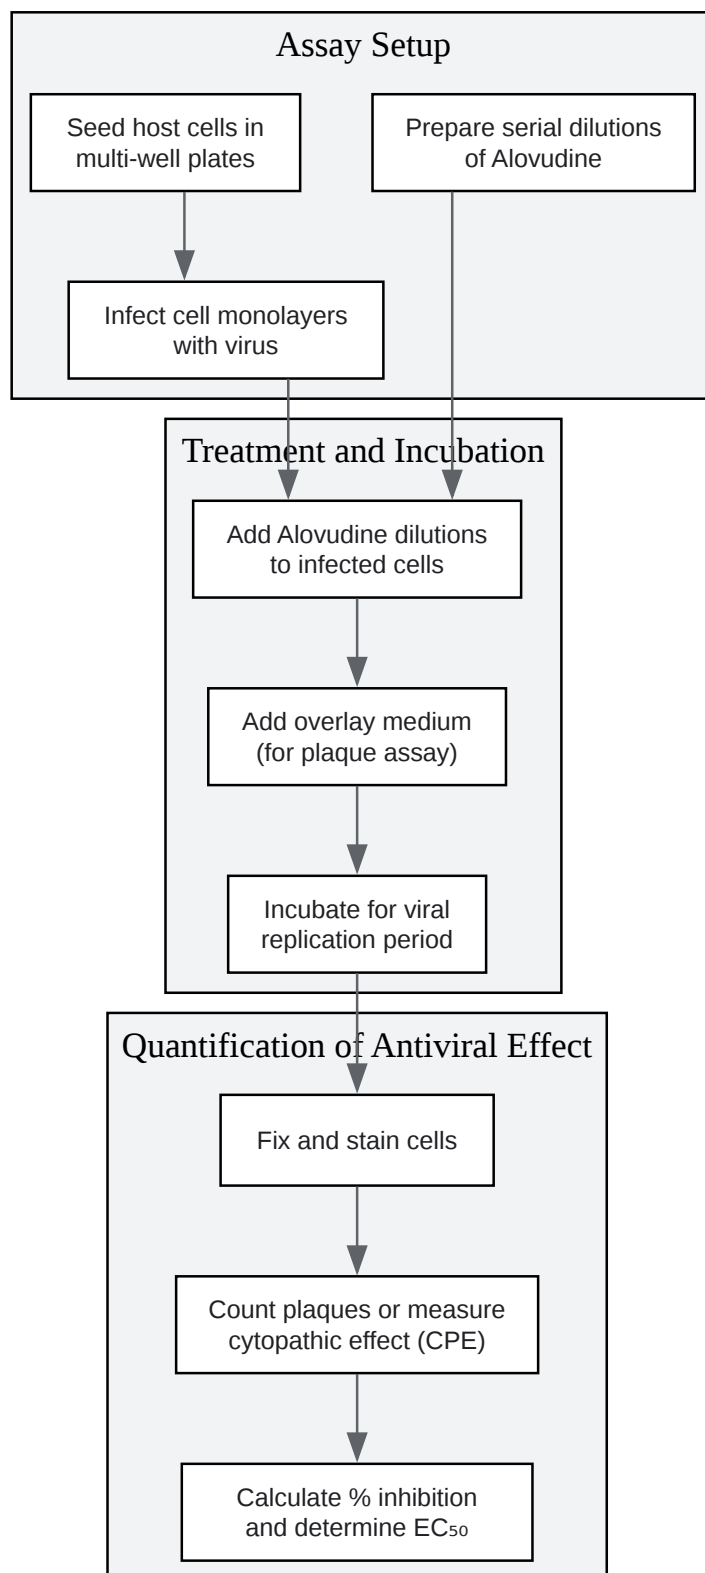 Assay Setup
Seed host cells in
multi-well plates
Prepare serial dilutions
of Alovudine
Infect cell monolayers
with virus
Treatment and Incubation
Add Alovudine dilutions
to infected cells
Add overlay medium
(for plaque assay)
Incubate for viral
replication period
Quantification of Antiviral Effect
Fix and stain cells
Count plaques or measure
cytopathic effect (CPE)
Calculate % inhibition
and determine EC₅₀